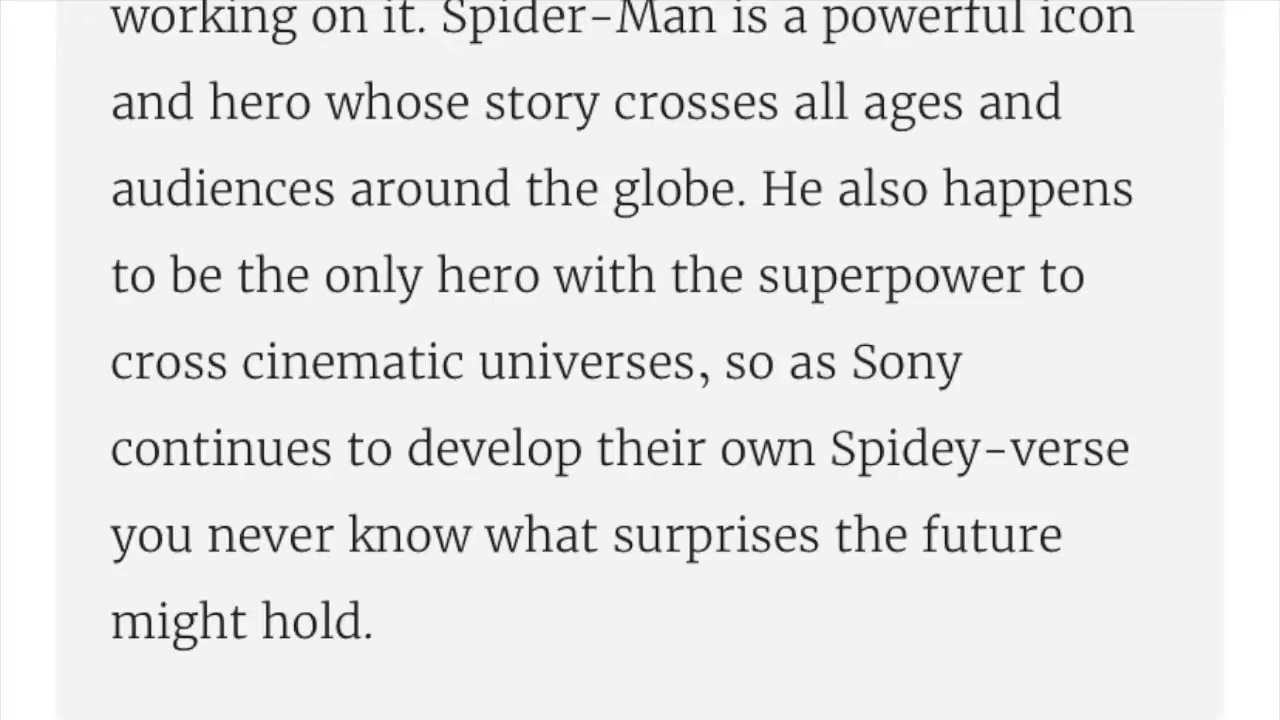 working on it. Spider-Man is a powerful icon
and hero whose story crosses all ages and
audiences around the globe. He also happens
to be the only hero with the superpower to
cross cinematic universes, so as Sony
continues to develop their own Spidey-verse
you never know what surprises the future
might hold.